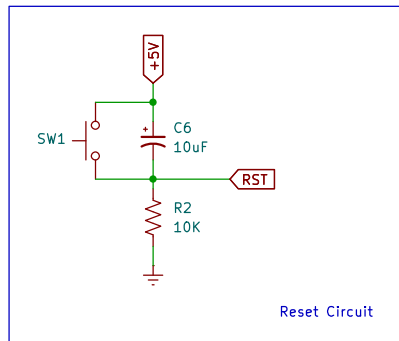 +5V
SW1
+
C6
10uF
RST
R2
10K
Reset Circuit